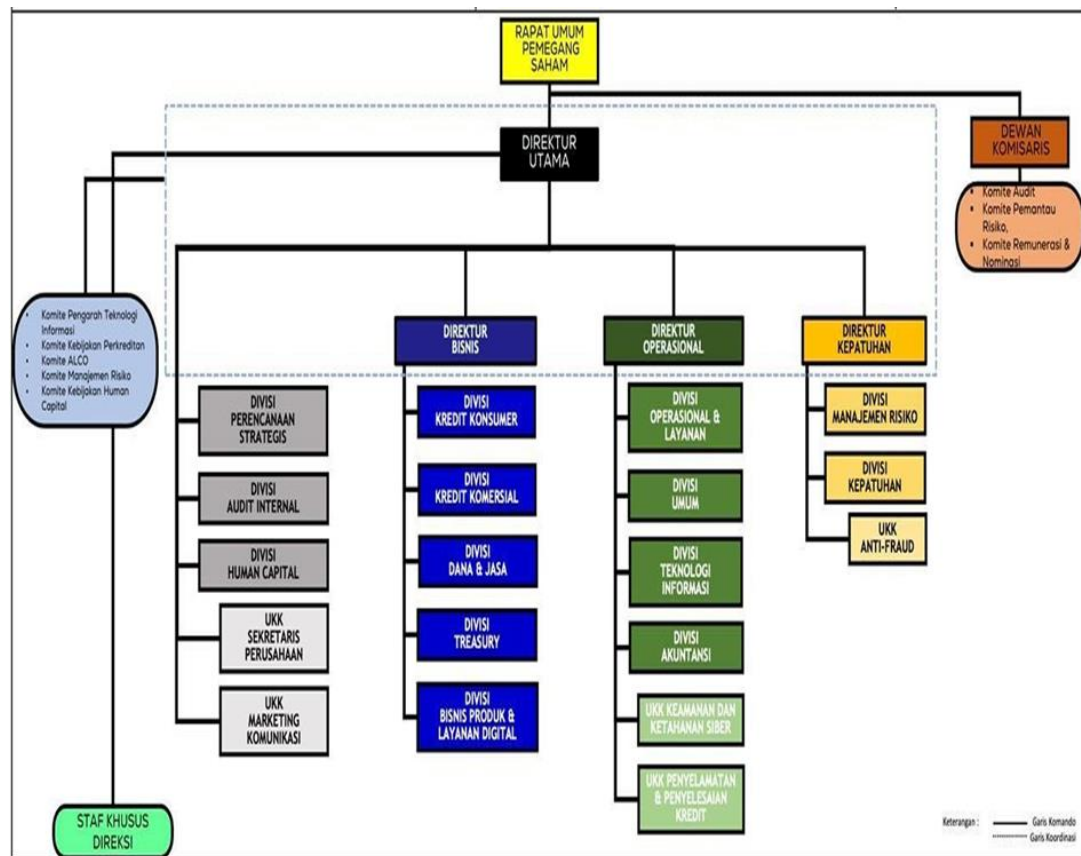 RAPAT UMUM
PEMEGANG
SAHAM
DIREKTUR
UTAMA
DEWAN
KOMISARIS
• Komite Audit
• Komite Pemantau
Risiko,
• Komite Remunerasi &
Nominasi
• Komite Pengarah Teknologi
Informasi
• Komite Kebijakan Perkreditan
• Komite ALCO
• Komite Manajemen Risiko
• Komite Kebijakan Human
Capital
DIREKTUR
BISNIS
DIREKTUR
OPERASIONAL
DIREKTUR
KEPATUHAN
DIVISI
PERENCANAAN
STRATEGIS
DIVISI
AUDIT INTERNAL
DIVISI
HUMAN CAPITAL
UKK
SEKRETARIS
PERUSAHAAN
UKK
MARKETING
KOMUNIKASI
DIVISI
KREDIT KONSUMER
DIVISI
KREDIT KOMERSIAL
DIVISI
DANA & JASA
DIVISI
TREASURY
DIVISI
BISNIS PRODUK &
LAYANAN DIGITAL
DIVISI
OPERASIONAL &
LAYANAN
DIVISI
UMUM
DIVISI
TEKNOLOGI
INFORMASI
DIVISI
AKUNTANSI
UKK KEAMANAN DAN
KETAHANAN SIBER
UKK PENYELAMATAN
& PENYELESAIAN
KREDIT
DIVISI
MANAJEMEN RISIKO
DIVISI
KEPATUHAN
UKK
ANTI-FRAUD
STAF KHUSUS
DIREKSI
Keterangan : Garis Komando
Garis Koordinasi